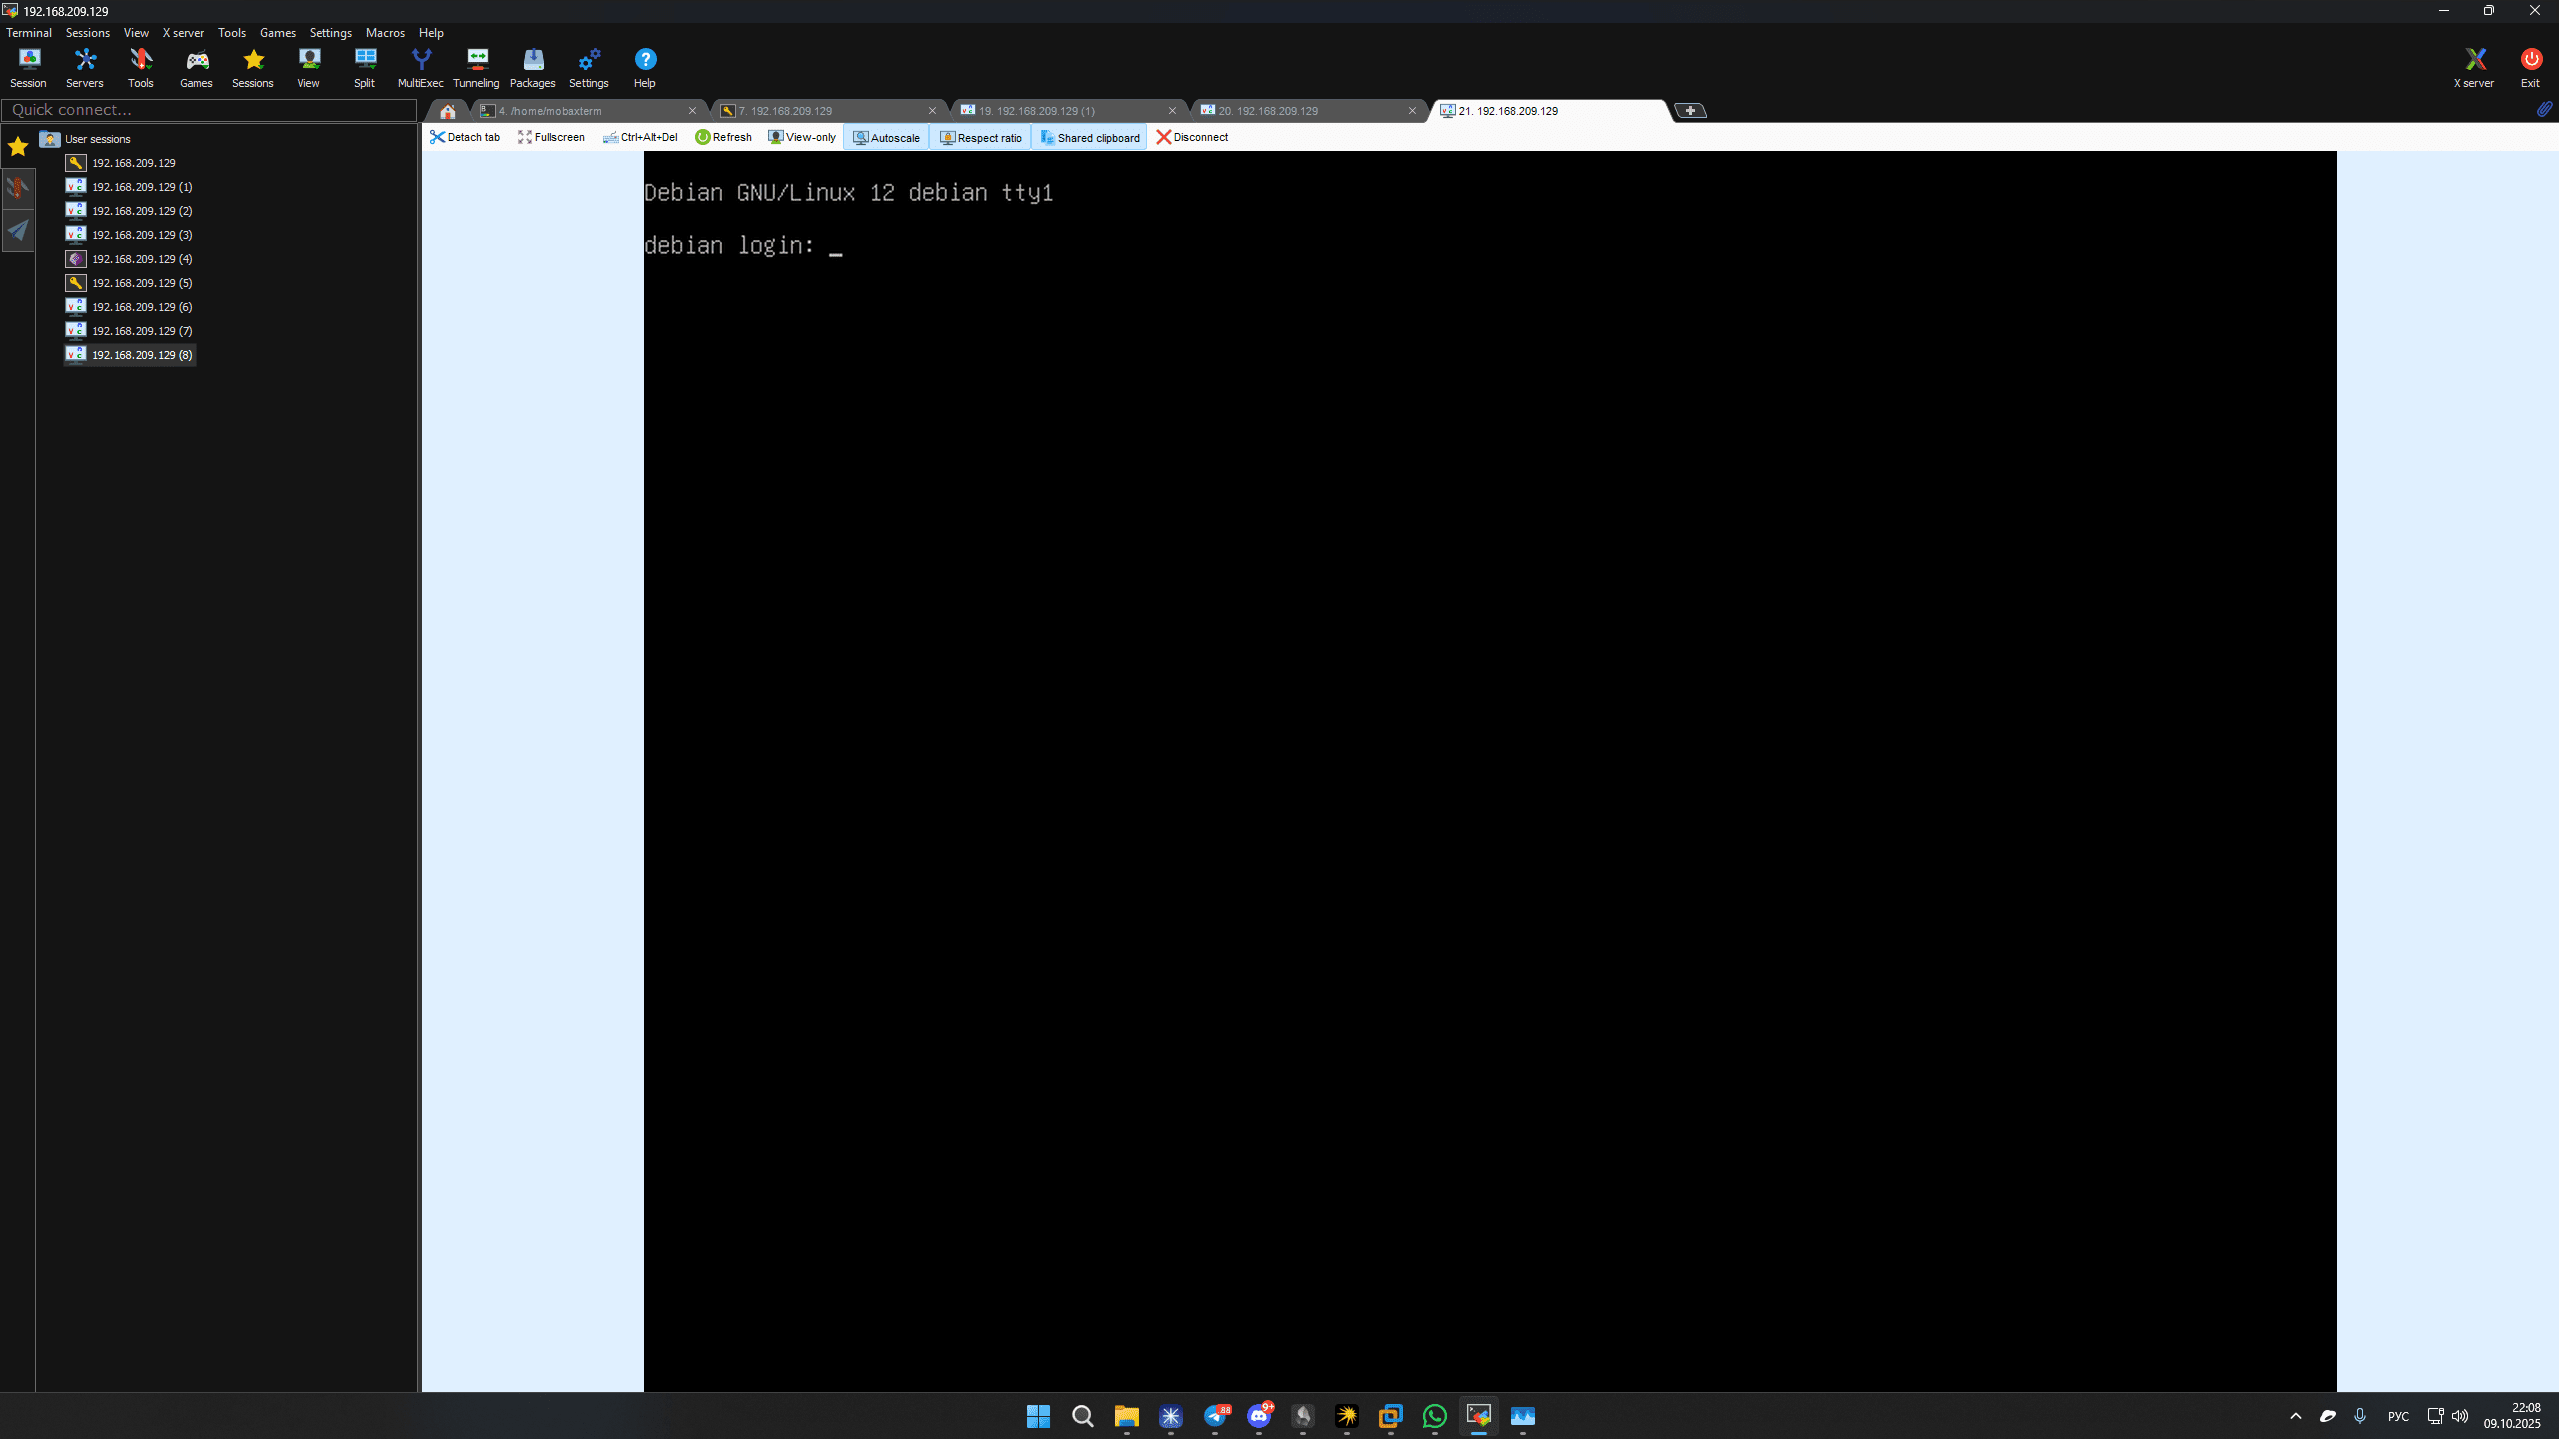 192.168.209.129
Terminal Sessions View X server Tools Games Settings Macros Help
Session Servers Tools Games Sessions View Split MultiExec Tunneling Packages Settings Help X server Exit
Quick connect...
4. /home/mobaxterm
7. 192.168.209.129
19. 192.168.209.129 (1)
20. 192.168.209.129
21. 192.168.209.129
Detach tab Fullscreen Ctrl+Alt+Del Refresh View-only Autoscale Respect ratio Shared clipboard Disconnect
User sessions
192.168.209.129
192.168.209.129 (1)
192.168.209.129 (2)
192.168.209.129 (3)
192.168.209.129 (4)
192.168.209.129 (5)
192.168.209.129 (6)
192.168.209.129 (7)
192.168.209.129 (8)
Debian GNU/Linux 12 debian tty1
debian login: _
88
9+
РУС
22:08
09.10.2025